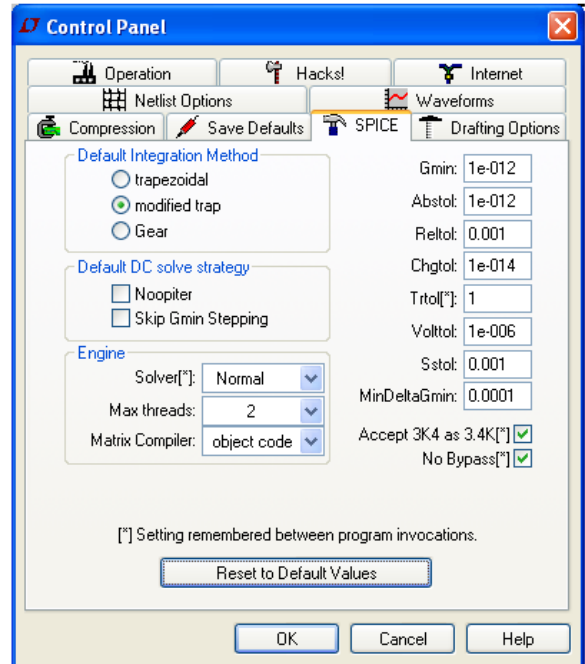 Control Panel
Operation
Hacks!
Internet
Netlist Options
Waveforms
Compression
Save Defaults
SPICE
Drafting Options
Default Integration Method
trapezoidal
modified trap
Gear
Default DC solve strategy
Noopiter
Skip Gmin Stepping
Engine
Solver[*]: Normal
Max threads: 2
Matrix Compiler: object code
Gmin: 1e-012
Abstol: 1e-012
Reltol: 0.001
Chgtol: 1e-014
Trtol[*]: 1
Volttol: 1e-006
Sstol: 0.001
MinDeltaGmin: 0.0001
Accept 3K4 as 3.4K[*]
No Bypass[*]
[*] Setting remembered between program invocations.
Reset to Default Values
OK
Cancel
Help